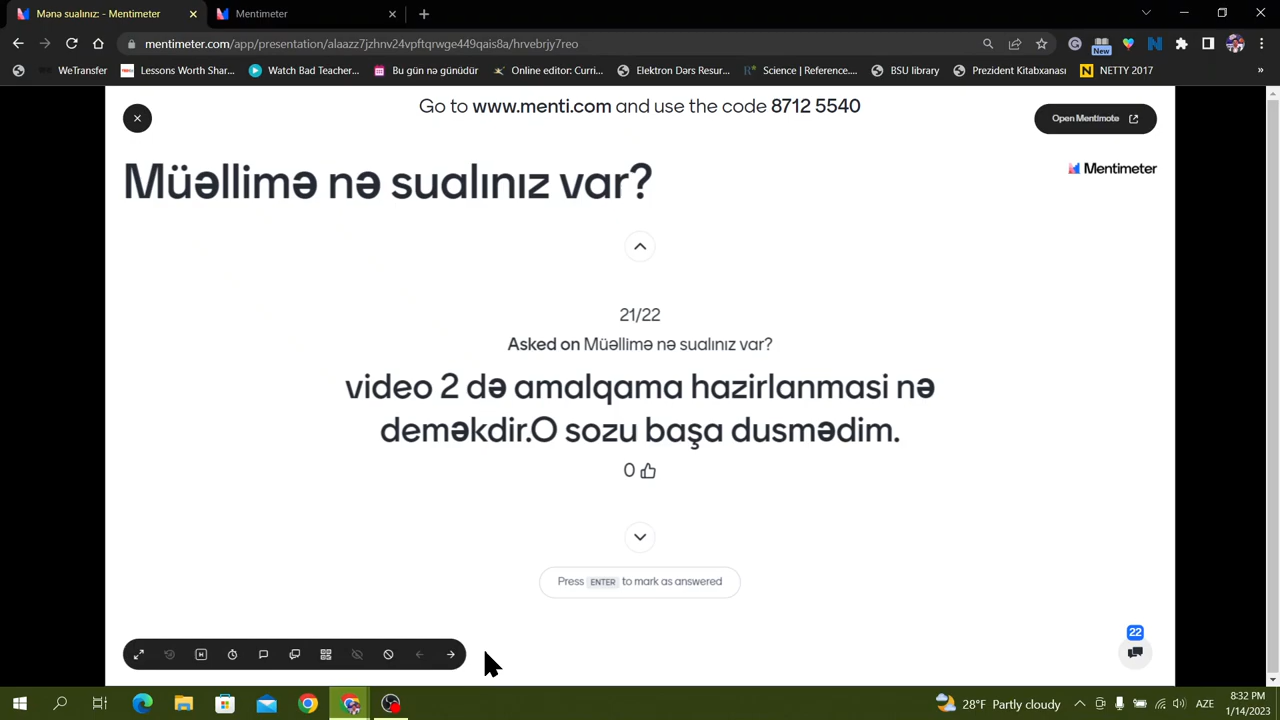 Mənə sualınız - Mentimeter
Mentimeter
mentimeter.com/app/presentation/alaazz7jzhnv24vpftqrwge449qais8a/hrvebrjy7reo
New
WeTransfer
Lessons Worth Shar...
Watch Bad Teacher...
Bu gün nə günüdür
Online editor: Curri...
Elektron Dərs Resur...
Science | Reference...
BSU library
Prezident Kitabxanası
NETTY 2017
»
Go to www.menti.com and use the code 8712 5540
Open Mentimote
Müəllimə nə sualınız var?
Mentimeter
21/22
Asked on Müəllimə nə sualınız var?
video 2 də amalqama hazirlanmasi nə
deməkdir.O sozu başa dusmədim.
0
Press ENTER to mark as answered
22
28°F Partly cloudy
AZE
8:32 PM
1/14/2023